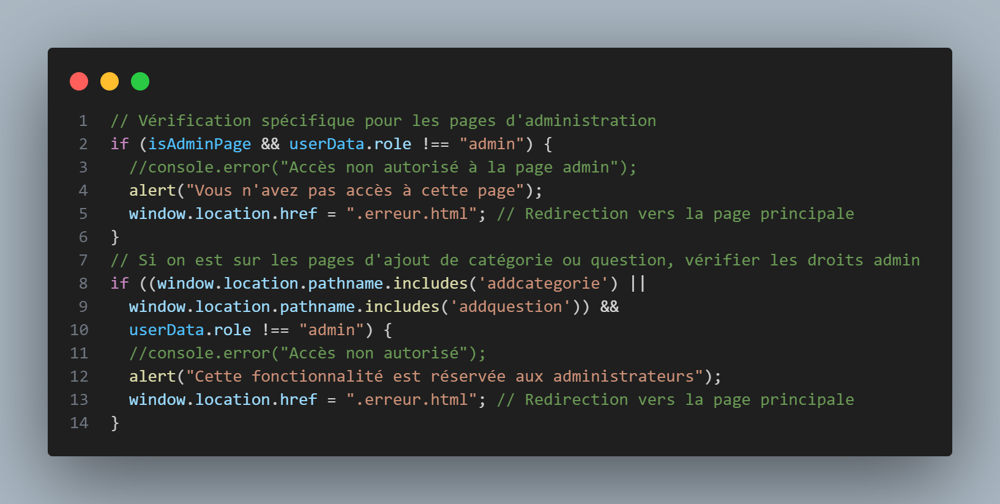 1 // Vérification spécifique pour les pages d'administration
2 if (isAdminPage && userData.role !== "admin") {
3   //console.error("Accès non autorisé à la page admin");
4   alert("Vous n'avez pas accès à cette page");
5   window.location.href = ".erreur.html"; // Redirection vers la page principale
6 }
7 // Si on est sur les pages d'ajout de catégorie ou question, vérifier les droits admin
8 if ((window.location.pathname.includes('addcategorie') ||
9   window.location.pathname.includes('addquestion')) &&
10   userData.role !== "admin") {
11   //console.error("Accès non autorisé");
12   alert("Cette fonctionnalité est réservée aux administrateurs");
13   window.location.href = ".erreur.html"; // Redirection vers la page principale
14 }